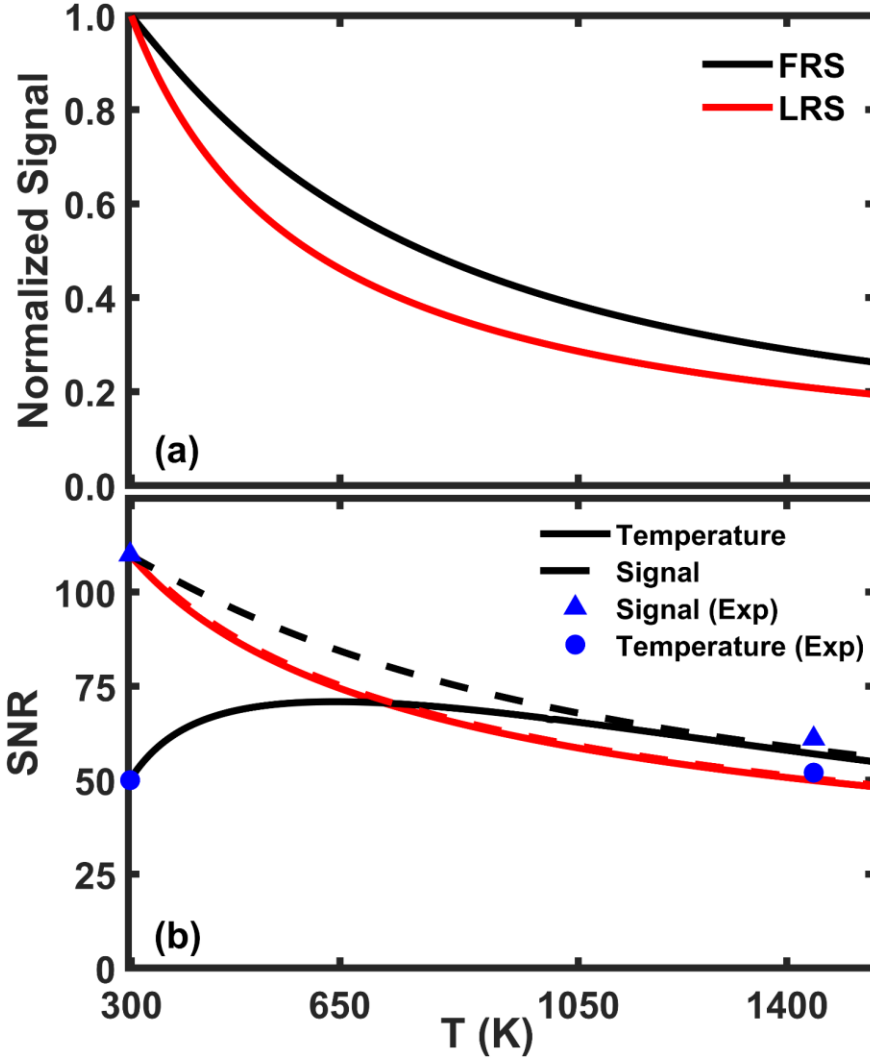 1.0
0.8
0.6
0.4
0.2
0.0
Normalized Signal
FRS
LRS
(a)
100
75
50
25
0
SNR
Temperature
Signal
Signal (Exp)
Temperature (Exp)
(b)
300
650
1050
1400
T (K)